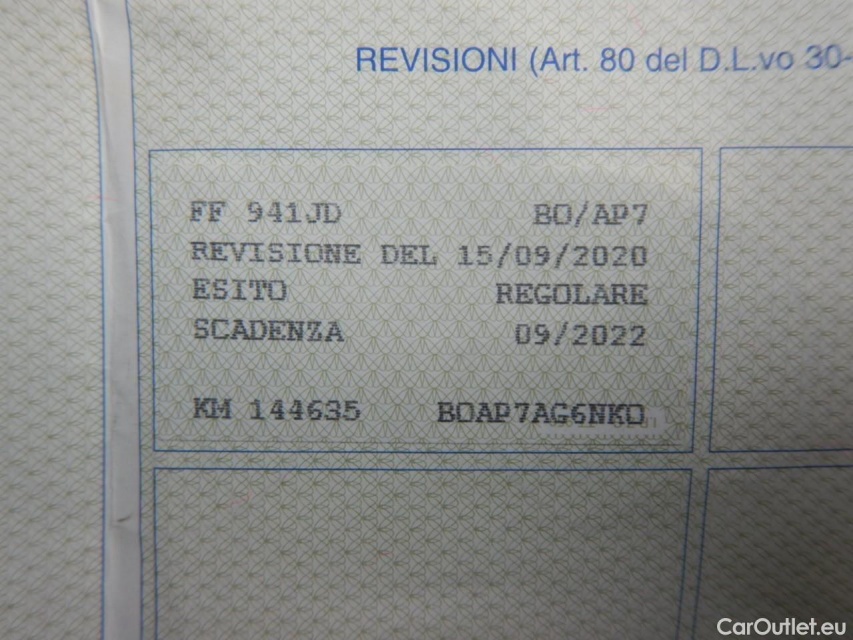 REVISIONI (Art. 80 del D.L.vo 30-
FF 941JD BO/AP7
REVISIONE DEL 15/09/2020
ESITO REGOLARE
SCADENZA 09/2022
KM 144635 BOAP7AG6NKO
CarOutlet.eu